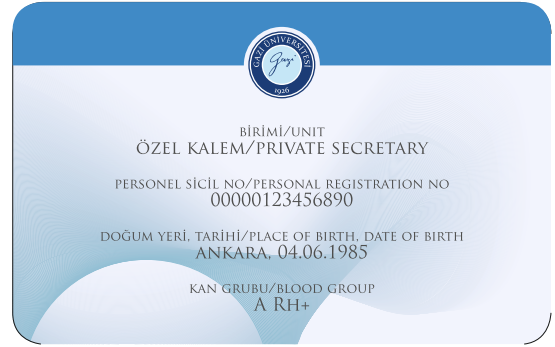 GAZİ ÜNİVERSİTESİ
Gazi
1926
BİRİMİ/UNIT
ÖZEL KALEM/PRIVATE SECRETARY
PERSONEL SİCİL NO/PERSONAL REGISTRATION NO
00000123456890
DOĞUM YERİ, TARİHİ/PLACE OF BIRTH, DATE OF BIRTH
ANKARA, 04.06.1985
KAN GRUBU/BLOOD GROUP
A RH+